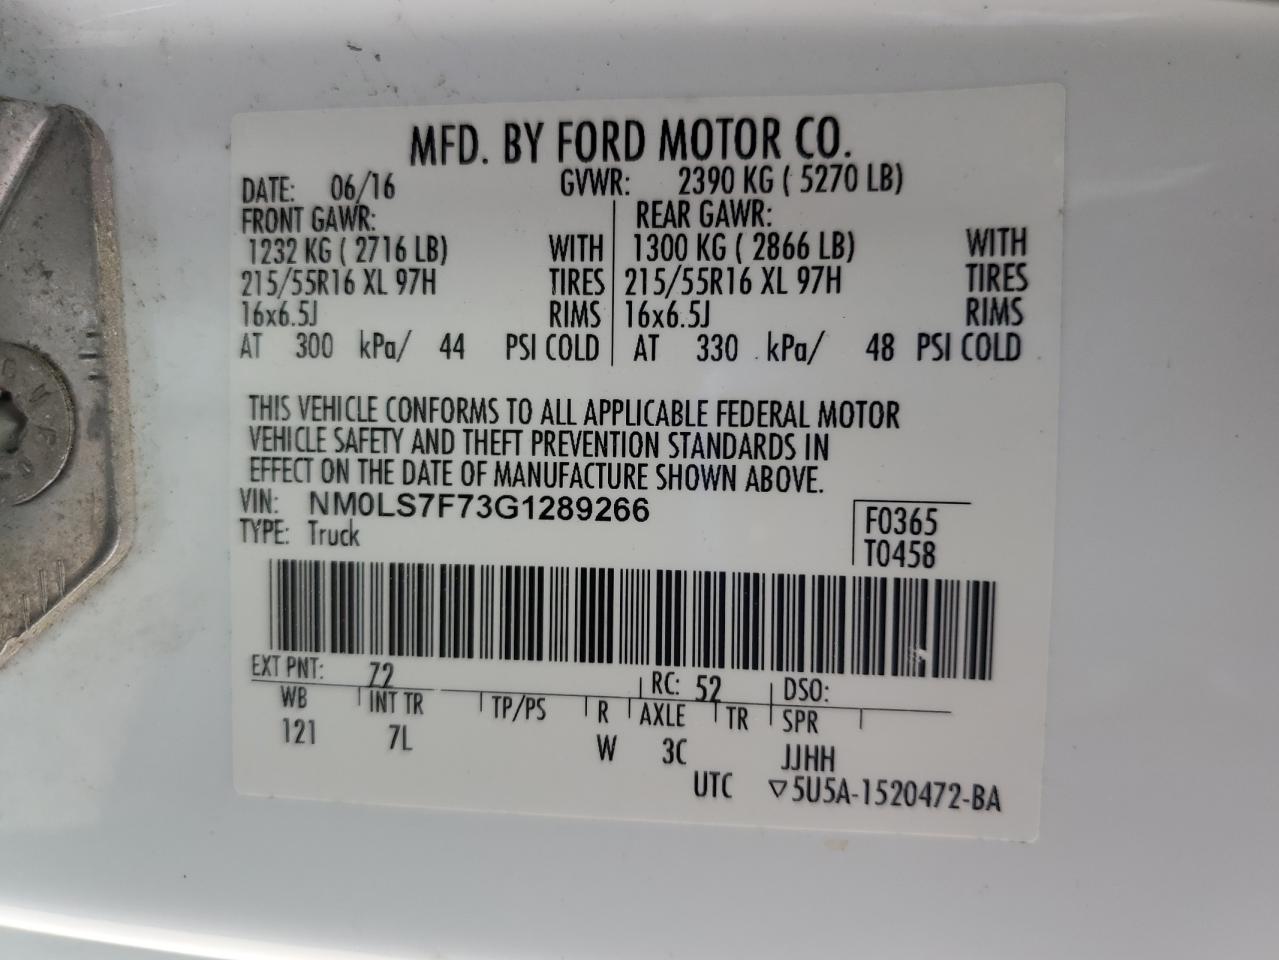 MFD. BY FORD MOTOR CO.
DATE: 06/16 GVWR: 2390 KG ( 5270 LB)
FRONT GAWR: REAR GAWR:
1232 KG ( 2716 LB) WITH 1300 KG ( 2866 LB) WITH
215/55R16 XL 97H TIRES 215/55R16 XL 97H TIRES
16x6.5J RIMS 16x6.5J RIMS
AT 300 kPa/ 44 PSI COLD AT 330 kPa/ 48 PSI COLD
THIS VEHICLE CONFORMS TO ALL APPLICABLE FEDERAL MOTOR
VEHICLE SAFETY AND THEFT PREVENTION STANDARDS IN
EFFECT ON THE DATE OF MANUFACTURE SHOWN ABOVE.
VIN: NM0LS7F73G1289266
TYPE: Truck
F0365
T0458
EXT PNT: 72 RC: 52 DSO:
WB INT TR TP/PS R AXLE TR SPR
121 7L W 3C JJHH
UTC ▽5U5A-1520472-BA